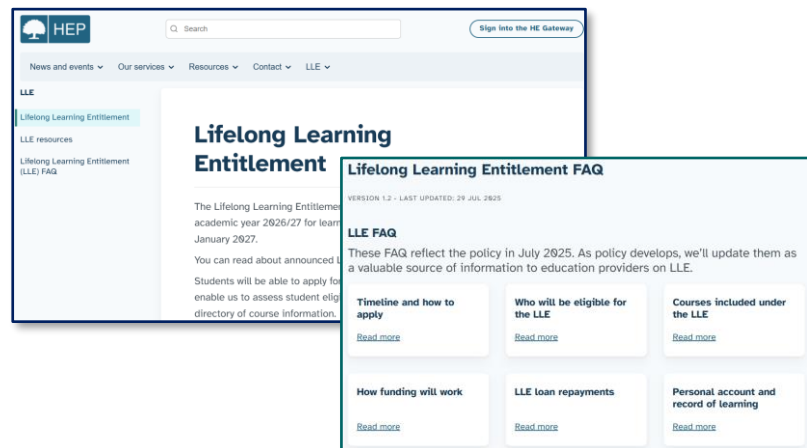 HEP
Search
Sign into the HE Gateway
News and events
Our services
Resources
Contact
LLE
LLE
Lifelong Learning Entitlement
LLE resources
Lifelong Learning Entitlement
(LLE) FAQ
Lifelong Learning
Entitlement
The Lifelong Learning
academic year 2026/27 for
January 2027.
You can read about announced
Students will be able to apply
enable us to assess student
directory of course information.
Lifelong Learning Entitlement FAQ
VERSION 1.2 - LAST UPDATED: 29 JUL 2025
LLE FAQ
These FAQ reflect the policy in July 2025. As policy develops, we'll update them as
a valuable source of information to education providers on LLE.
Timeline and how to
apply
Read more
Who will be eligible for
the LLE
Read more
Courses included under
the LLE
Read more
How funding will work
Read more
LLE loan repayments
Read more
Personal account and
record of learning
Read more